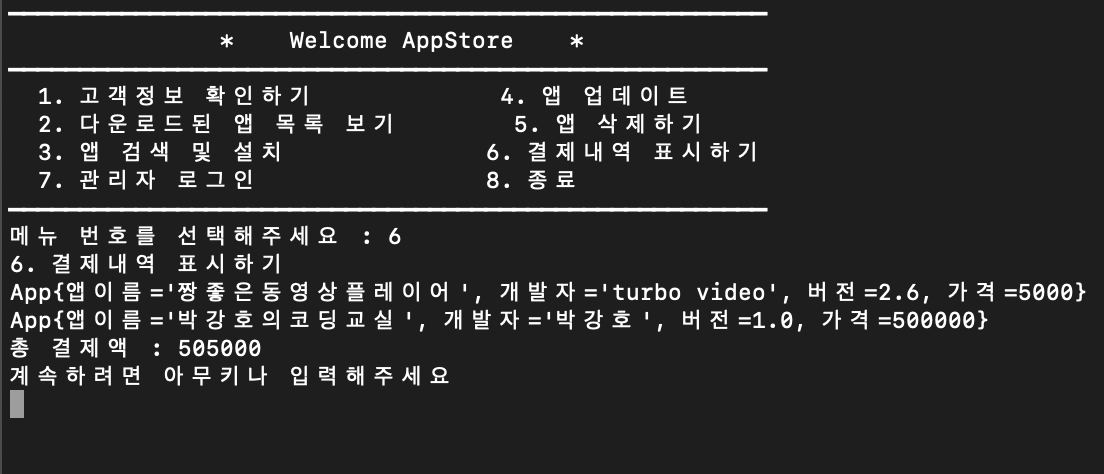 * Welcome AppStore *
1. 고객정보 확인하기 4. 앱 업데이트
2. 다운로드된 앱 목록 보기 5. 앱 삭제하기
3. 앱 검색 및 설치 6. 결제내역 표시하기
7. 관리자 로그인 8. 종료
메뉴 번호를 선택해주세요 : 6
6. 결제내역 표시하기
App{앱이름='짱좋은동영상플레이어', 개발자='turbo video', 버전=2.6, 가격=5000}
App{앱이름='박강호의코딩교실', 개발자='박강호', 버전=1.0, 가격=500000}
총 결제액 : 505000
계속하려면 아무키나 입력해주세요